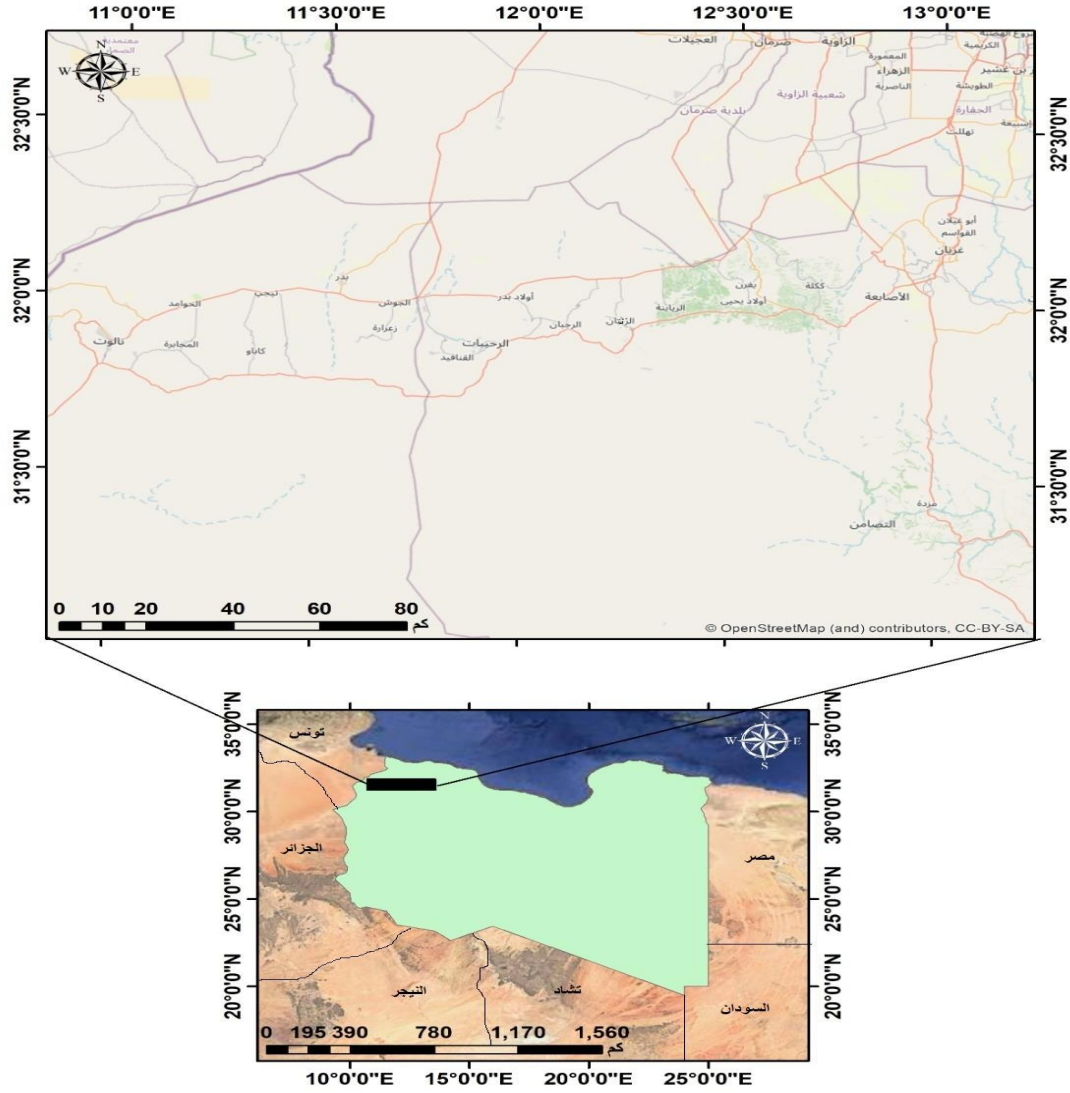 11°0'0"E 11°30'0"E 12°0'0"E 12°30'0"E 13°0'0"E
N
W E
S
32°30'0"N
32°0'0"N
31°30'0"N
32°30'0"N
32°0'0"N
31°30'0"N
العجيلات
صرمان
الزاوية
المعمورة
الزهراء
الناصرية
الكريمية
الطويشة
شعبية الزاوية
بلدية صرمان
الجفارة
أبو غيلان
القواسم
غريان
الأصابعة
ككلة
يفرن
أولاد يحيى
الرياينة
الزنتان
الرجبان
أولاد بدر
الرحيبات
القنافيد
الجوش
زعرارة
بدر
تيجي
كاباو
الحوامد
المجابرة
نالوت
مزدة
التضامن
0 10 20 40 60 80
كم
© OpenStreetMap (and) contributors, CC-BY-SA
35°0'0"N
30°0'0"N
25°0'0"N
20°0'0"N
35°0'0"N
30°0'0"N
25°0'0"N
20°0'0"N
N
W E
S
تونس
الجزائر
مصر
النيجر
تشاد
السودان
0 195 390 780 1,170 1,560
كم
10°0'0"E 15°0'0"E 20°0'0"E 25°0'0"E